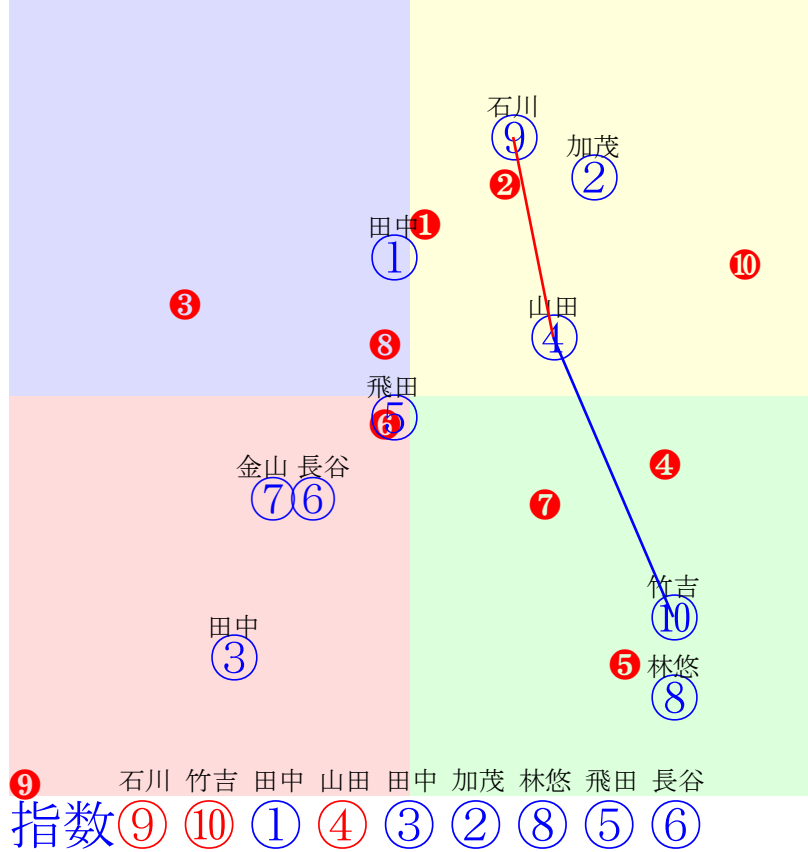 石川
⑨ 加茂
❷ ②
田中 ❶
① ❿
❸ 山田
❽ ④
飛田
❻ ⑤
金山 長谷 ❹
⑦ ⑥ ❼
竹吉
⑩
田中
③ ❺ 林悠
⑧
❾ 石川 竹吉 田中 山田 田中 加茂 林悠 飛田 長谷
指数 ⑨ ⑩ ① ④ ③ ② ⑧ ⑤ ⑥